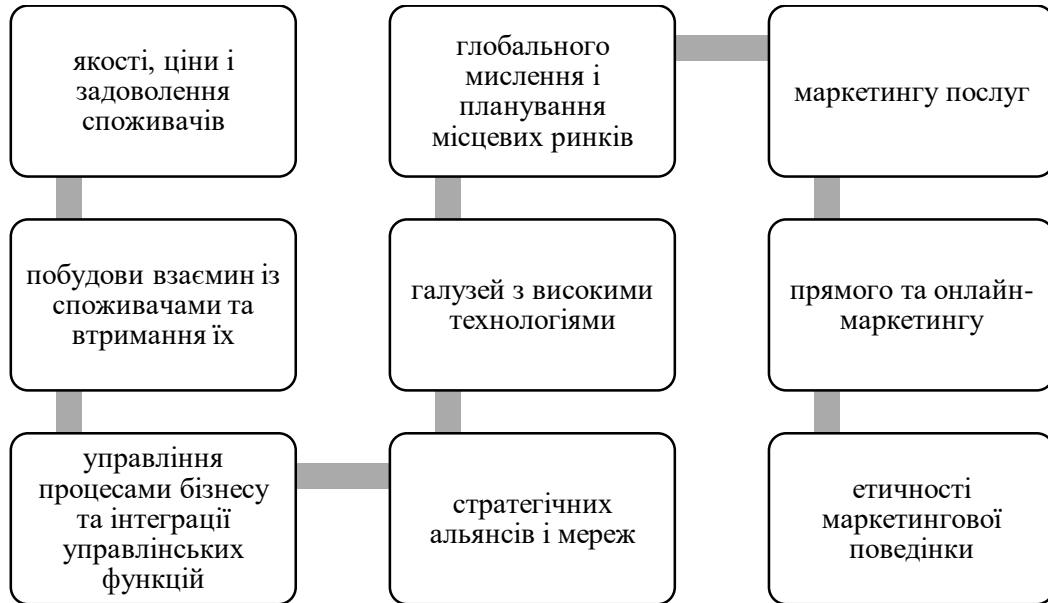 якості, ціни і
задоволення
споживачів
побудови взаємин із
споживачами та
втримання їх
управління
процесами бізнесу
та інтеграції
управлінських
функцій
стратегічних
альянсів і мереж
галузей з високими
технологіями
глобального
мислення і
планування
місцевих ринків
маркетингу послуг
прямого та онлайн-
маркетингу
етичності
маркетингової
поведінки